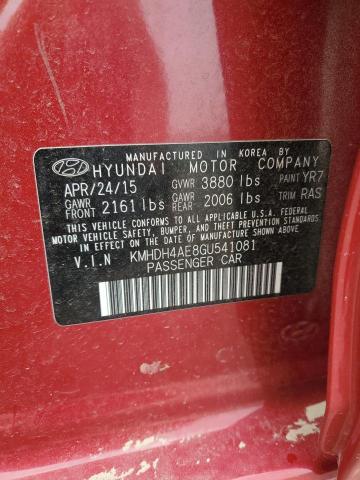 MANUFACTURED IN KOREA BY
HYUNDAI MOTOR COMPANY
APR/24/15 GVWR 3880 lbs PAINT YR7
GAWR FRONT 2161 lbs GAWR REAR 2006 lbs TRIM RAS
THIS VEHICLE CONFORMS TO ALL APPLICABLE U.S.A. FEDERAL
MOTOR VEHICLE SAFETY, BUMPER, AND THEFT PREVENTION
STANDARDS IN EFFECT ON THE DATE OF MANUFACTURE SHOWN ABOVE.
V.I.N KMHDH4AE8GU541081
PASSENGER CAR